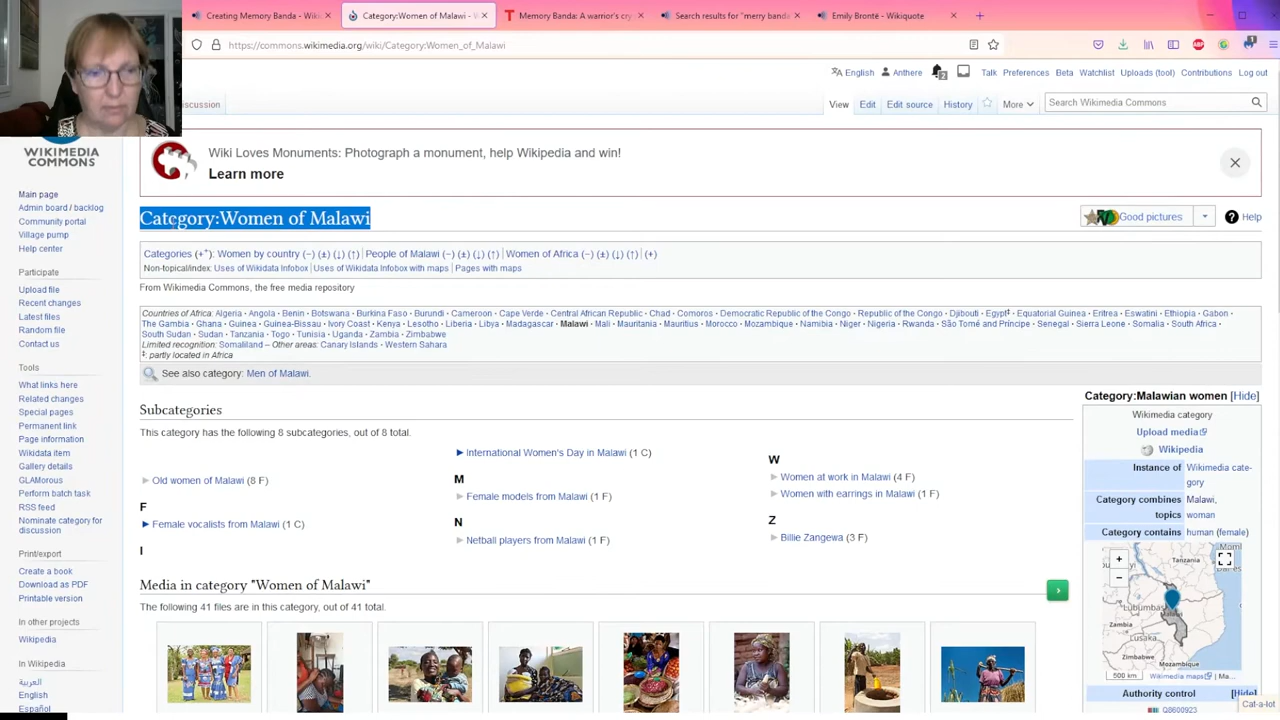 Creating Memory Banda - Wiki
Category:Women of Malawi - W
Memory Banda: A warrior's cry
Search results for "merry banda
Emily Brontë - Wikiquote
https://commons.wikimedia.org/wiki/Category:Women_of_Malawi
English Anthere 2 Talk Preferences Beta Watchlist Uploads (tool) Contributions Log out
View Edit Edit source History More Search Wikimedia Commons
WIKIMEDIA
COMMONS
Main page
Admin board / backlog
Community portal
Village pump
Help center
Participate
Upload file
Recent changes
Latest files
Random file
Contact us
Tools
What links here
Related changes
Special pages
Permanent link
Page information
Wikidata item
Gallery details
GLAMorous
Perform batch task
RSS feed
Nominate category for
discussion
Print/export
Create a book
Download as PDF
Printable version
In other projects
Wikipedia
In Wikipedia
العربية
English
Español
Wiki Loves Monuments: Photograph a monument, help Wikipedia and win!
Learn more
Category:Women of Malawi
Good pictures
Help
Categories (+⁺): Women by country (−) (±) (↓) (↑) | People of Malawi (−) (±) (↓) (↑) | Women of Africa (−) (±) (↓) (↑) | (+)
Non-topical/index: Uses of Wikidata Infobox | Uses of Wikidata Infobox with maps | Pages with maps
From Wikimedia Commons, the free media repository
Countries of Africa: Algeria · Angola · Benin · Botswana · Burkina Faso · Burundi · Cameroon · Cape Verde · Central African Republic · Chad · Comoros · Democratic Republic of the Congo · Republic of the Congo · Djibouti · Egypt‡ · Equatorial Guinea · Eritrea · Eswatini · Ethiopia · Gabon ·
The Gambia · Ghana · Guinea · Guinea-Bissau · Ivory Coast · Kenya · Lesotho · Liberia · Libya · Madagascar · Malawi · Mali · Mauritania · Mauritius · Morocco · Mozambique · Namibia · Niger · Nigeria · Rwanda · São Tomé and Príncipe · Senegal · Sierra Leone · Somalia · South Africa ·
South Sudan · Sudan · Tanzania · Togo · Tunisia · Uganda · Zambia · Zimbabwe
Limited recognition: Somaliland – Other areas: Canary Islands · Western Sahara
‡: partly located in Africa
See also category: Men of Malawi.
Subcategories
This category has the following 8 subcategories, out of 8 total.
Old women of Malawi (8 F)
F
Female vocalists from Malawi (1 C)
I
International Women's Day in Malawi (1 C)
M
Female models from Malawi (1 F)
N
Netball players from Malawi (1 F)
W
Women at work in Malawi (4 F)
Women with earrings in Malawi (1 F)
Z
Billie Zangewa (3 F)
Media in category "Women of Malawi"
The following 41 files are in this category, out of 41 total.
Category:Malawian women [Hide]
Wikimedia category
Upload media
Wikipedia
Instance of Wikimedia cate-
gory
Category combines Malawi,
topics woman
Category contains human (female)
+
−
Tanzania
Lubumbas
Malawi
Zambia
Lusaka
Zimbabwe
Mozambique
500 km Wikimedia maps | Ma...
Authority control [Hide]
Q8600923
Cat-a-lot